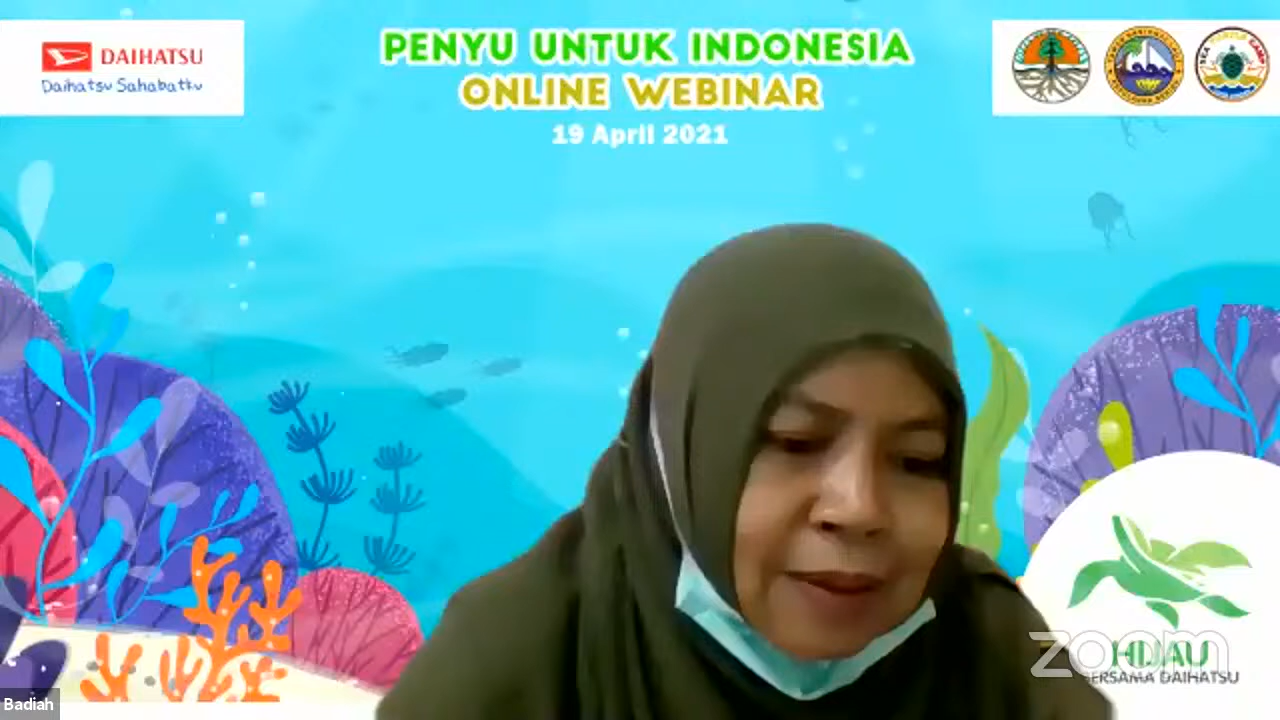 DAIHATSU
Daihatsu Sahabatku
PENYU UNTUK INDONESIA
ONLINE WEBINAR
19 April 2021
zoom
HIJAU
BERSAMA DAIHATSU
Badiah